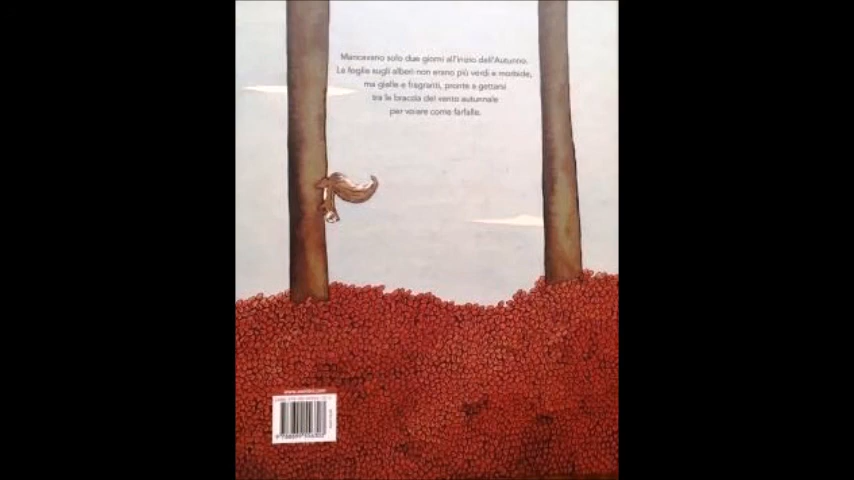 Mancavano solo due giorni all'inizio dell'Autunno.
Le foglie sugli alberi non erano più verdi e morbide,
ma gialle e fragranti, pronte a gettarsi
tra le braccia del vento autunnale
per volare come farfalle.